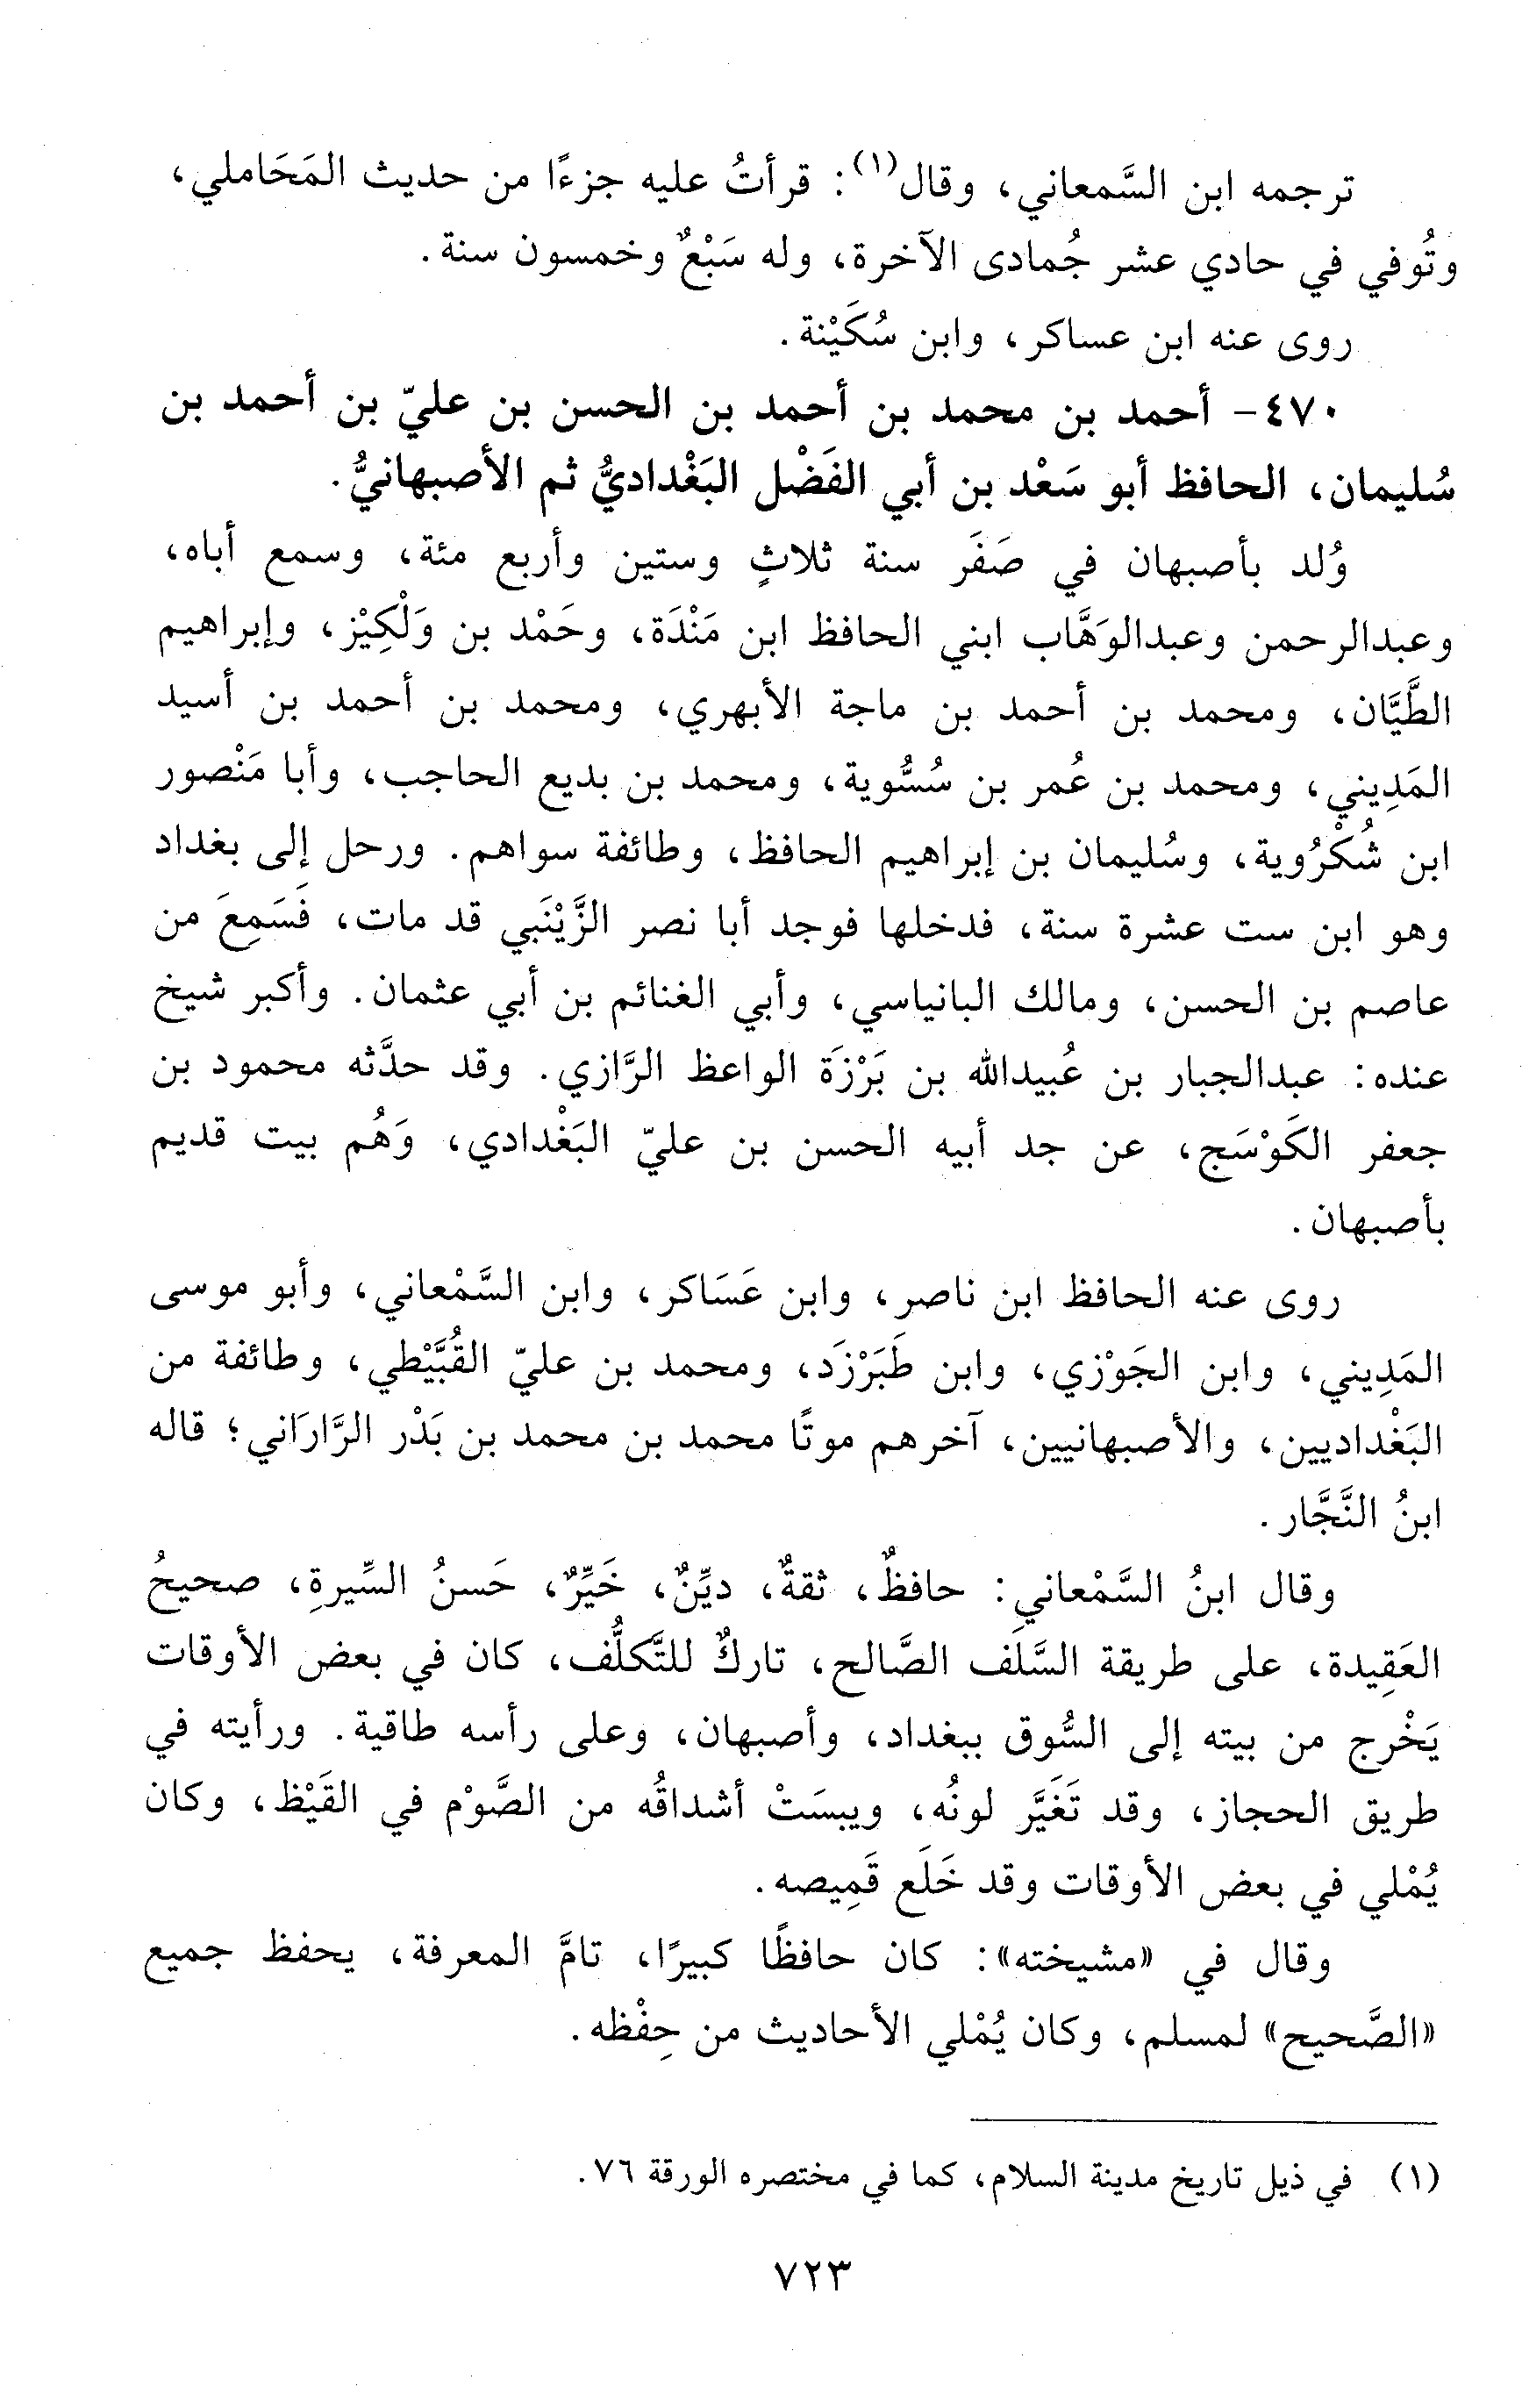 ترجمه ابن السَّمعاني، وقال(١): قرأتُ عليه جزءًا من حديث المَحَاملي،
وتُوفي في حادي عشر جُمادى الآخرة، وله سَبْعٌ وخمسون سنة.
روى عنه ابن عساكر، وابن سُكَيْنة.
٤٧٠- أحمد بن محمد بن أحمد بن الحسن بن عليّ بن أحمد بن
سُليمان، الحافظ أبو سَعْد بن أبي الفَضْل البَغْداديُّ ثم الأصبهانيُّ.
وُلد بأصبهان في صَفَر سنة ثلاثٍ وستين وأربع مئة، وسمع أباه،
وعبدالرحمن وعبدالوَهَّاب ابني الحافظ ابن مَنْدَة، وحَمْد بن وَلْكِيْز، وإبراهيم
الطَّيَّان، ومحمد بن أحمد بن ماجة الأبهري، ومحمد بن أحمد بن أسيد
المَدِيني، ومحمد بن عُمر بن سُسُّوية، ومحمد بن بديع الحاجب، وأبا مَنْصور
ابن شُكْرُوية، وسُليمان بن إبراهيم الحافظ، وطائفة سواهم. ورحل إلى بغداد
وهو ابن ست عشرة سنة، فدخلها فوجد أبا نصر الزَّيْنَبي قد مات، فَسَمِعَ من
عاصم بن الحسن، ومالك البانياسي، وأبي الغنائم بن أبي عثمان. وأكبر شيخ
عنده: عبدالجبار بن عُبيدالله بن بَرْزَة الواعظ الرَّازي. وقد حدَّثه محمود بن
جعفر الكَوْسَج، عن جد أبيه الحسن بن عليّ البَغْدادي، وَهُم بيت قديم
بأصبهان.
روى عنه الحافظ ابن ناصر، وابن عَسَاكر، وابن السَّمْعاني، وأبو موسى
المَدِيني، وابن الجَوْزي، وابن طَبَرْزَد، ومحمد بن عليّ القُبَّيْطي، وطائفة من
البَغْداديين، والأصبهانيين، آخرهم موتًا محمد بن محمد بن بَدْر الرَّارَاني؛ قاله
ابنُ النَّجَّار.
وقال ابنُ السَّمْعانيِ: حافظٌ، ثقةٌ، ديِّنٌ، خَيِّرٌ، حَسنُ السِّيرةِ، صحيحُ
العَقِيدة، على طريقة السَّلَف الصَّالح، تاركٌ للتَّكلُّف، كان في بعض الأوقات
يَخْرج من بيته إلى السُّوق ببغداد، وأصبهان، وعلى رأسه طاقية. ورأيته في
طريق الحجاز، وقد تَغَيَّر لونُه، ويبسَتْ أشداقُه من الصَّوْم في القَيْظ، وكان
يُمْلي في بعض الأوقات وقد خَلَع قَمِيصه.
وقال في «مشيخته»: كان حافظًا كبيرًا، تامَّ المعرفة، يحفظ جميع
«الصَّحيح» لمسلم، وكان يُمْلي الأحاديث من حِفْظه.
(١) في ذيل تاريخ مدينة السلام، كما في مختصره الورقة ٧٦.
٧٢٣